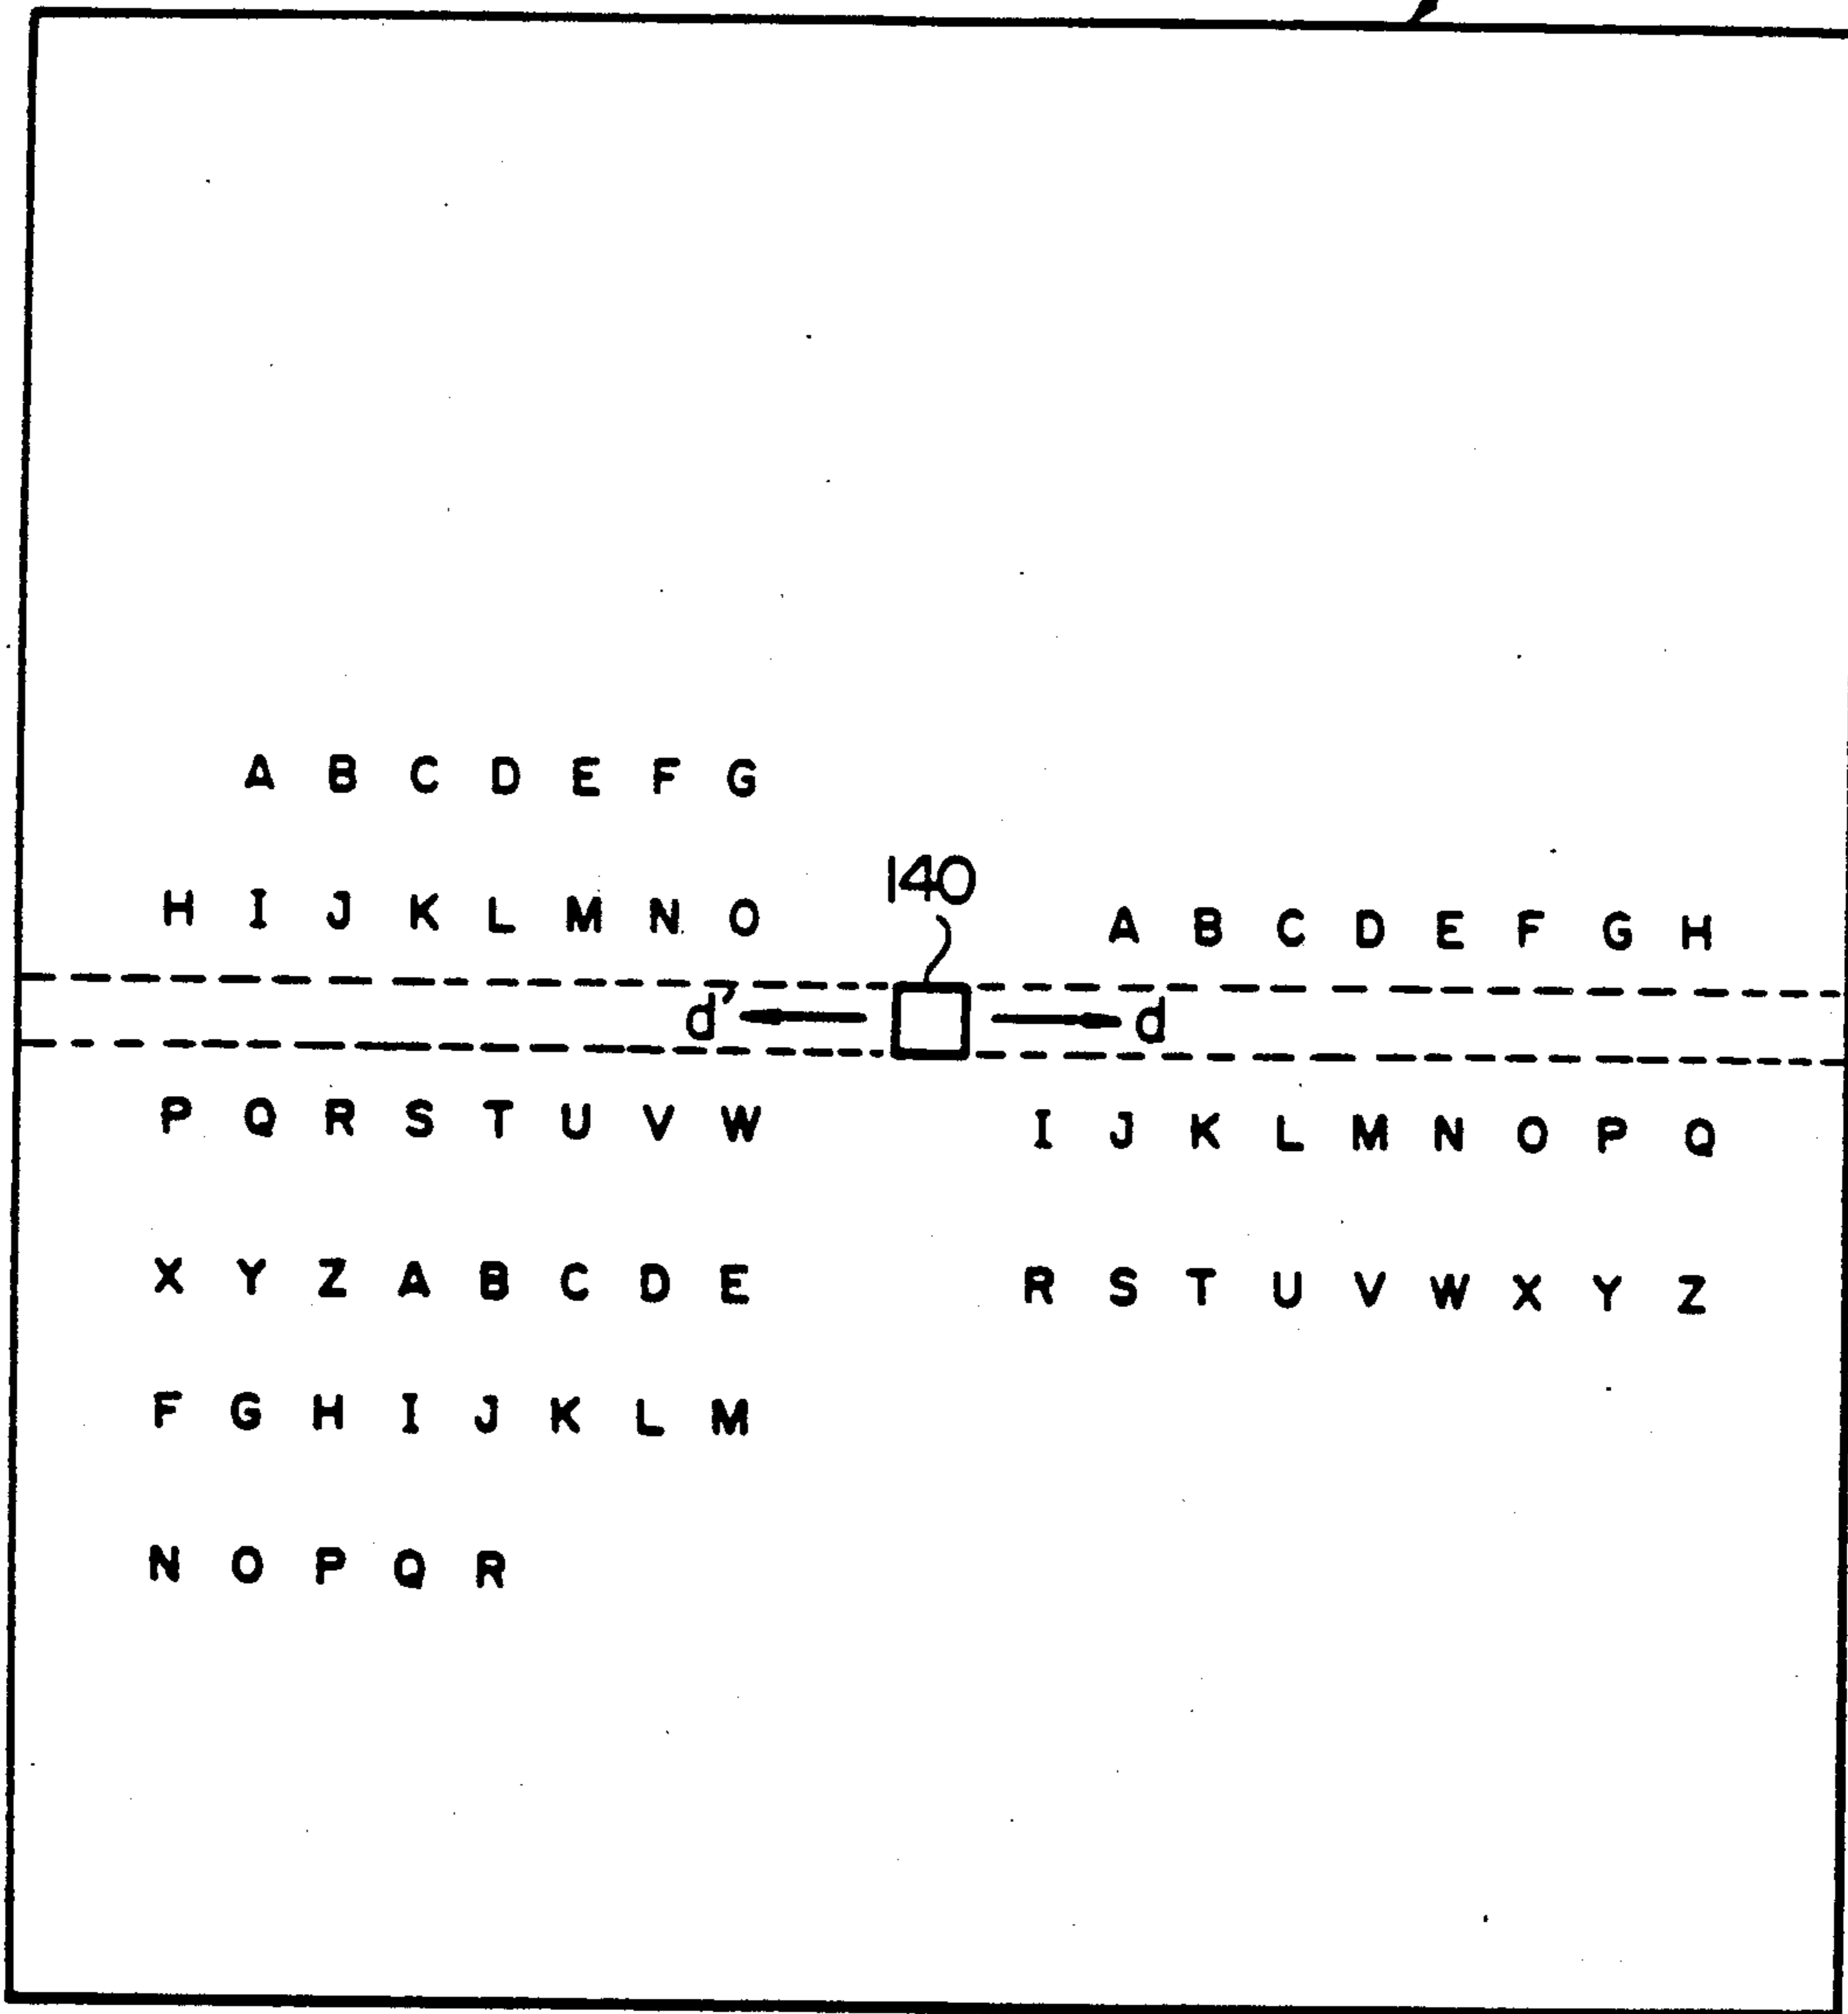 A B C D E F G
H I J K L M N O
P Q R S T U V W
X Y Z A B C D E
F G H I J K L M
N O P Q R
140
d' d
A B C D E F G H
I J K L M N O P Q
R S T U V W X Y Z